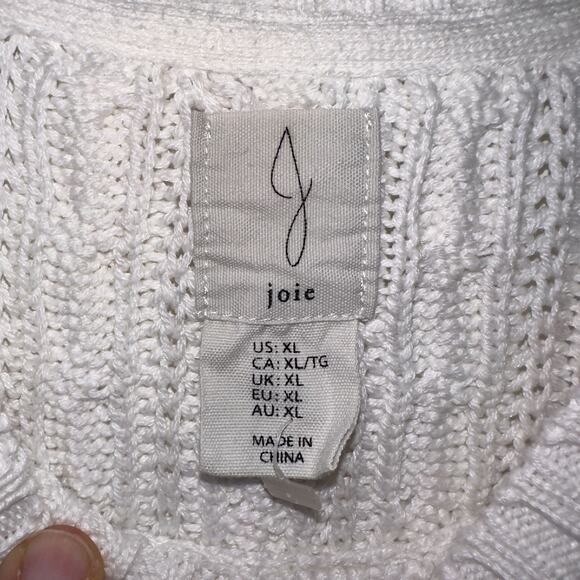 J
joie
US: XL
CA: XL/TG
UK: XL
EU: XL
AU: XL
MADE IN
CHINA